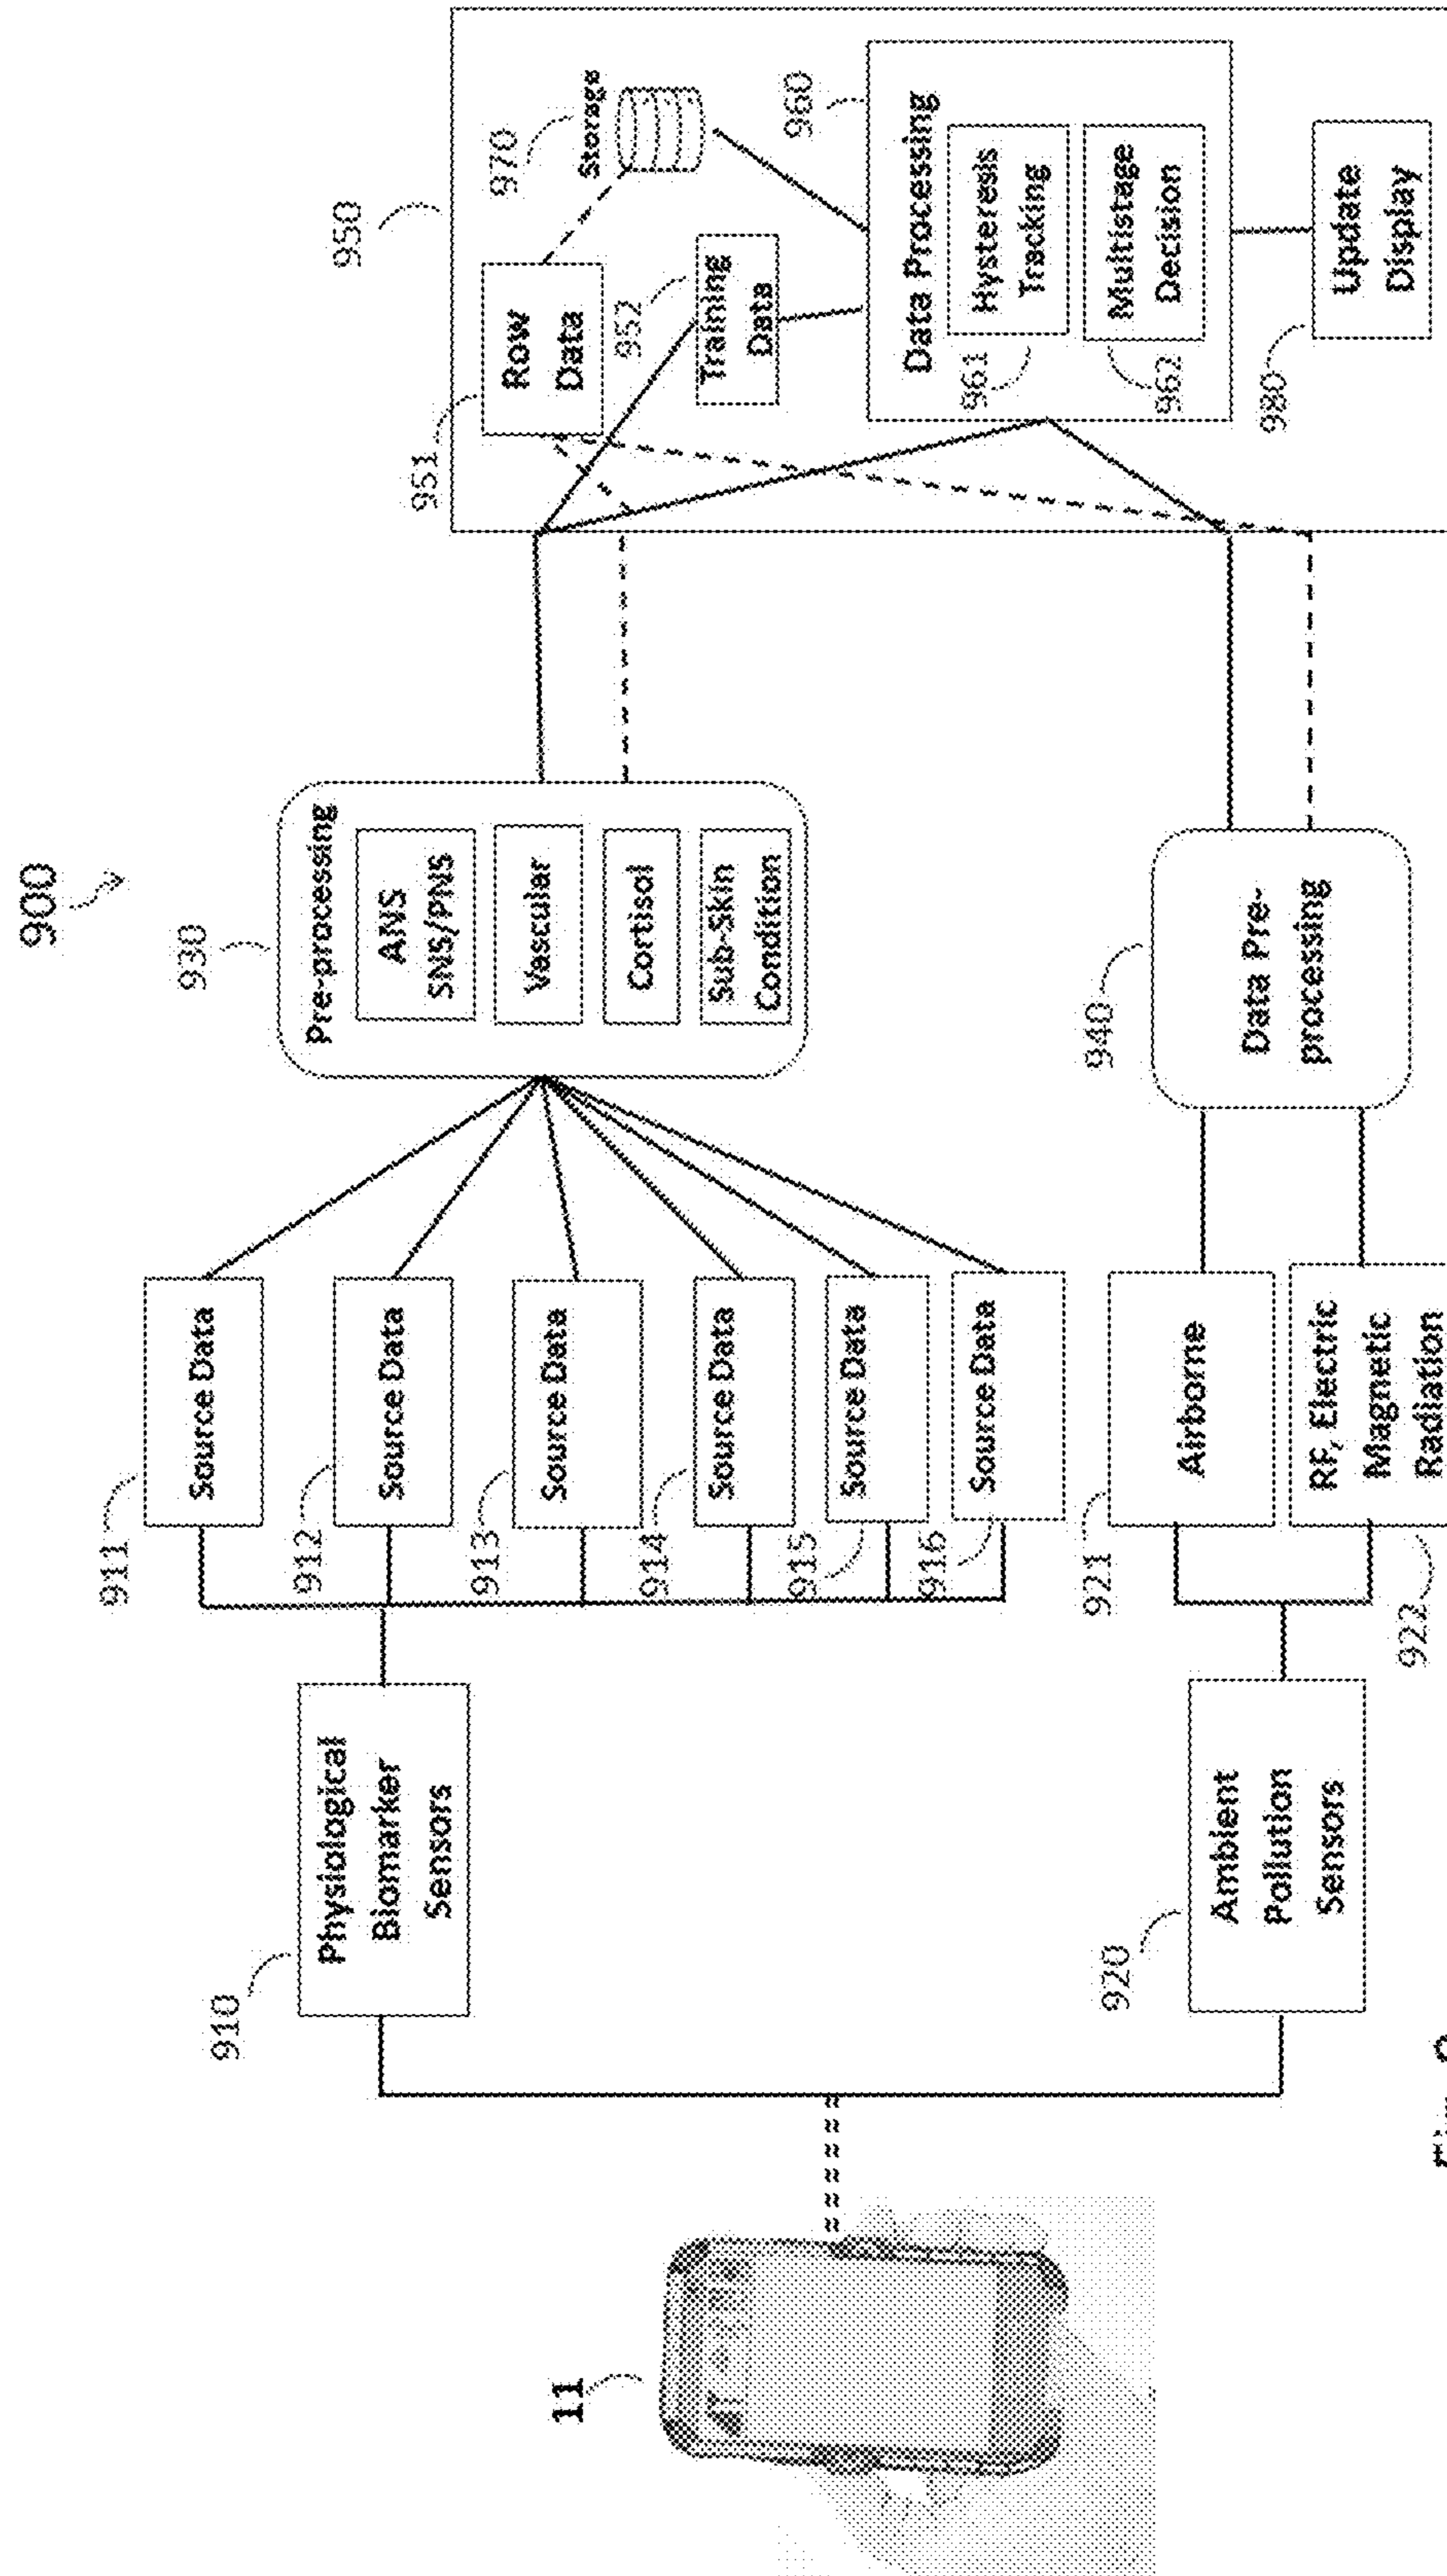 900
11
910
Physiological
Biomarker
Sensors
920
Ambient
Pollution
Sensors
911
Source Data
912
Source Data
913
Source Data
914
Source Data
915
Source Data
916
Source Data
921
Airborne
922
RF, Electric
Magnetic
Radiation
930
Pre-processing
ANS
SNS/PNS
Vascular
Cortisol
Sub-Skin
Condition
940
Data Pre-
processing
950
951
Row
Data
970
Storage
952
Training
Data
960
Data Processing
961
Hysteresis
Tracking
962
Multistage
Decision
980
Update
Display